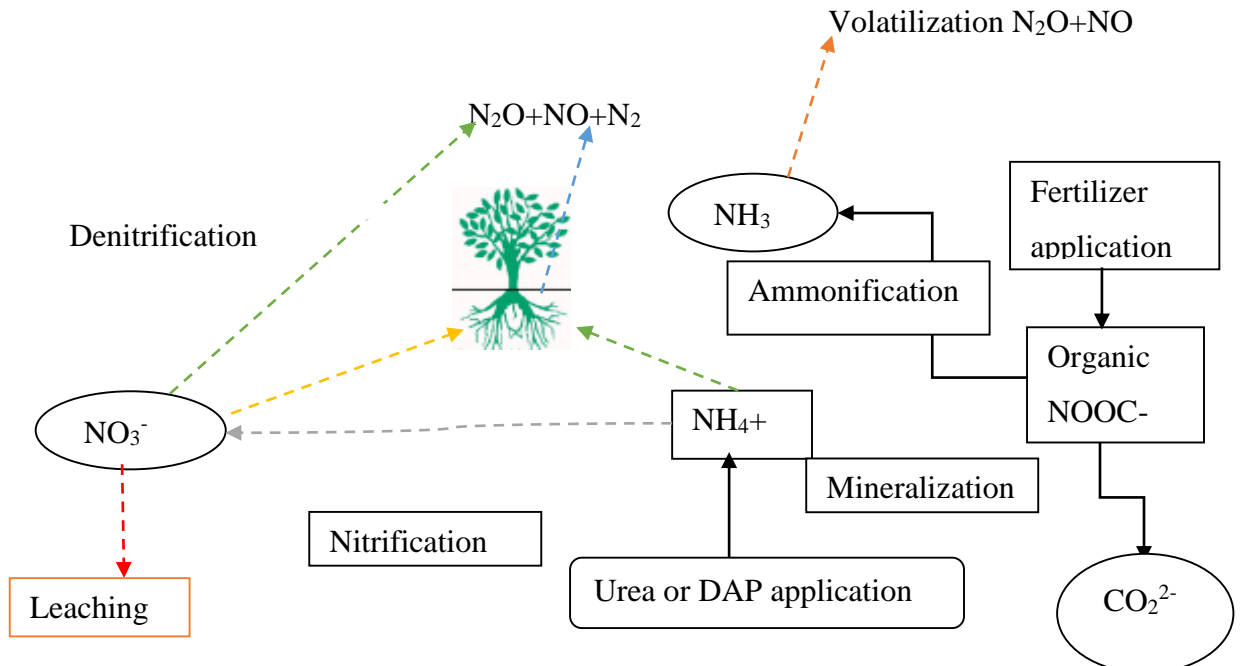 Volatilization N₂O+NO
N₂O+NO+N₂
Fertilizer
application
NH₃
Denitrification
Ammonification
Organic
NOOC-
NO₃⁻
NH₄+
Mineralization
Nitrification
Urea or DAP application
Leaching
CO₂²⁻